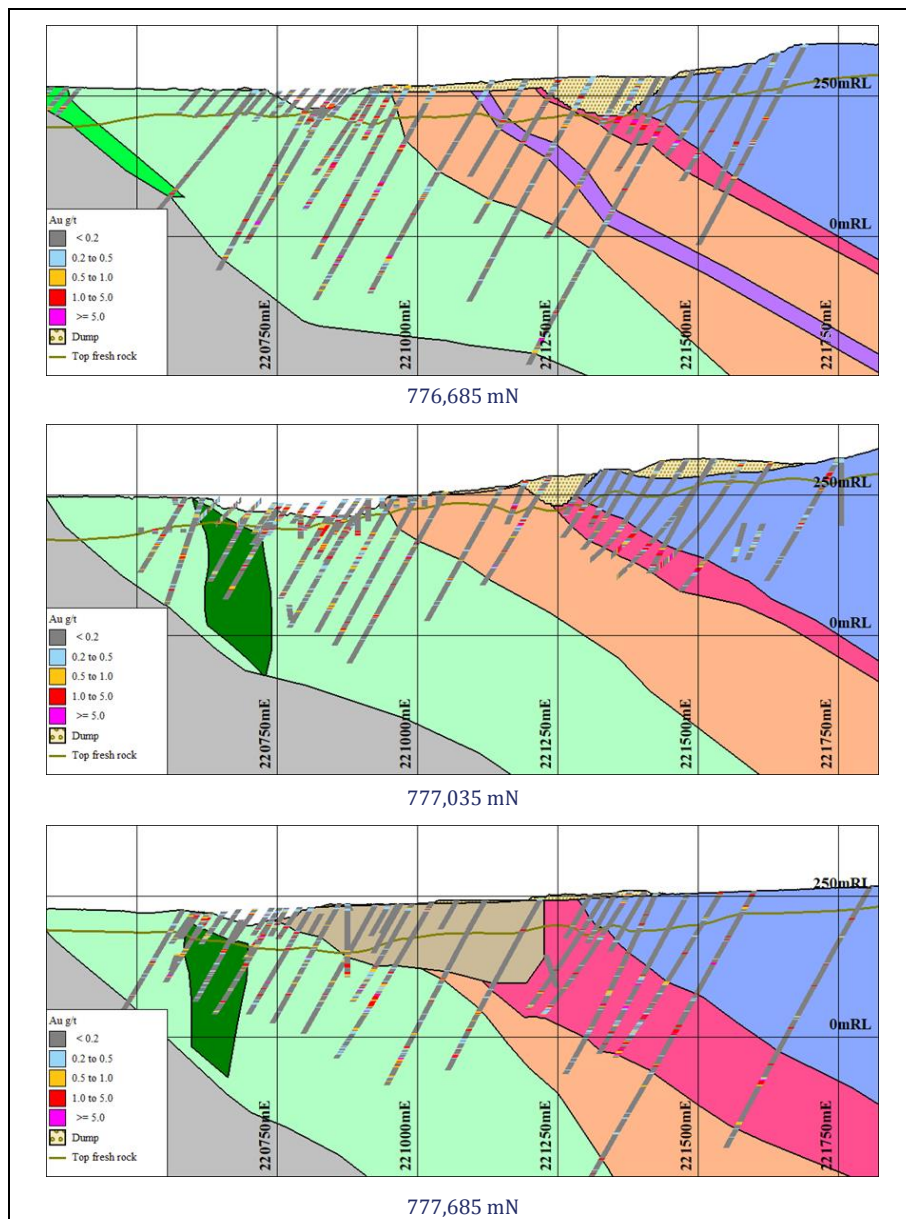 250mRL
0mRL
Au g/t
< 0.2
0.2 to 0.5
0.5 to 1.0
1.0 to 5.0
>= 5.0
Dump
Top fresh rock
220750mE
221000mE
221250mE
221500mE
221750mE
776,685 mN
250mRL
0mRL
Au g/t
< 0.2
0.2 to 0.5
0.5 to 1.0
1.0 to 5.0
>= 5.0
Dump
Top fresh rock
220750mE
221000mE
221250mE
221500mE
221750mE
777,035 mN
250mRL
0mRL
Au g/t
< 0.2
0.2 to 0.5
0.5 to 1.0
1.0 to 5.0
>= 5.0
Dump
Top fresh rock
220750mE
221000mE
221250mE
221500mE
221750mE
777,685 mN